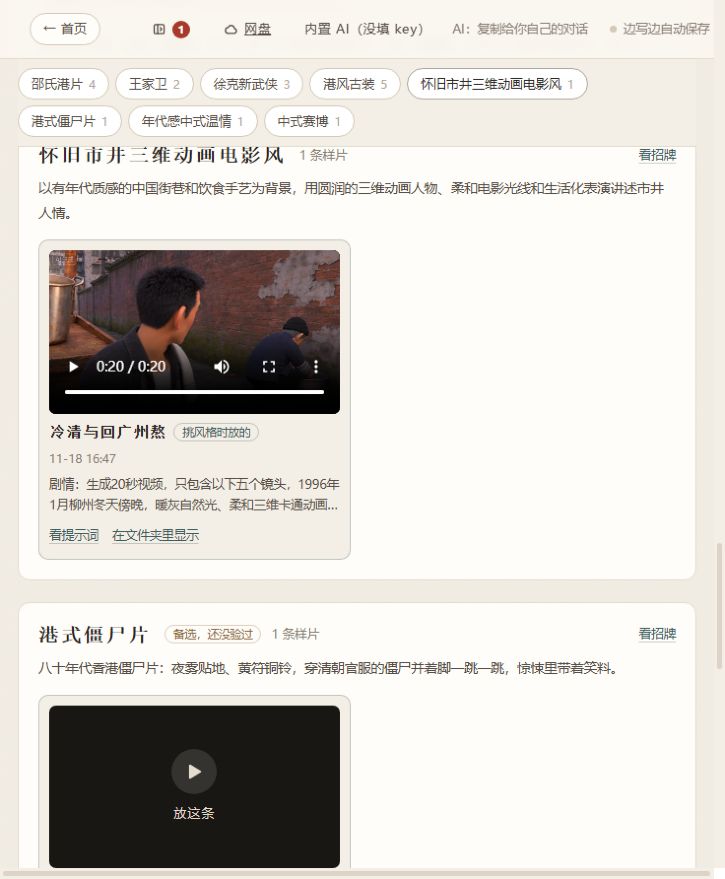 ← 首页
1
网盘
内置 AI（没填 key）
AI：复制给你自己的对话
边写边自动保存
邵氏港片 4
王家卫 2
徐克新武侠 3
港风古装 5
怀旧市井三维动画电影风 1
港式僵尸片 1
年代感中式温情 1
中式赛博 1
怀旧市井三维动画电影风
1 条样片
看招牌
以有年代质感的中国街巷和饮食手艺为背景，用圆润的三维动画人物、柔和电影光线和生活化表演讲述市井
人情。
0:20 / 0:20
冷清与回广州熬
挑风格时放的
11-18 16:47
剧情：生成20秒视频，只包含以下五个镜头，1996年
1月柳州冬天傍晚，暖灰自然光、柔和三维卡通动画...
看提示词
在文件夹里显示
港式僵尸片
备选，还没验过
1 条样片
看招牌
八十年代香港僵尸片：夜雾贴地、黄符铜铃，穿清朝官服的僵尸并着脚一跳一跳，惊悚里带着笑料。
放这条